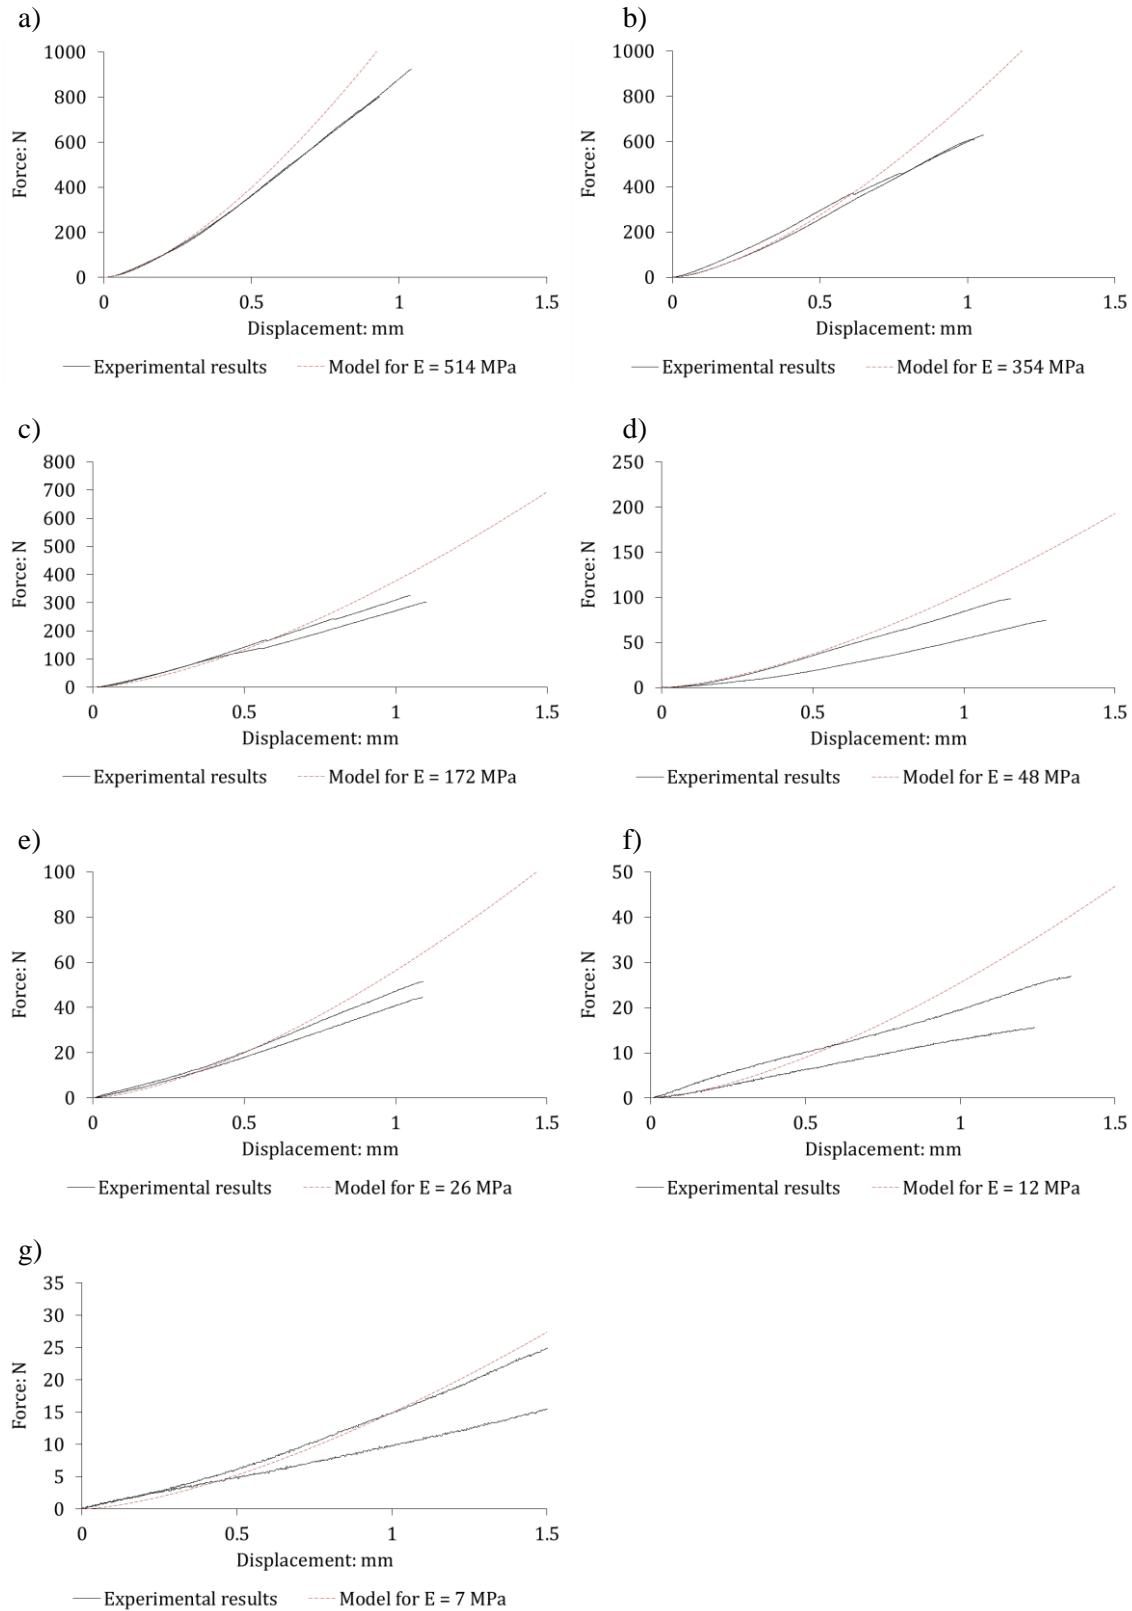 a)
1000
800
600
400
200
0
Force: N
0 0.5 1 1.5
Displacement: mm
Experimental results Model for E = 514 MPa
b)
1000
800
600
400
200
0
Force: N
0 0.5 1 1.5
Displacement: mm
Experimental results Model for E = 354 MPa
c)
800
700
600
500
400
300
200
100
0
Force: N
0 0.5 1 1.5
Displacement: mm
Experimental results Model for E = 172 MPa
d)
250
200
150
100
50
0
Force: N
0 0.5 1 1.5
Displacement: mm
Experimental results Model for E = 48 MPa
e)
100
80
60
40
20
0
Force: N
0 0.5 1 1.5
Displacement: mm
Experimental results Model for E = 26 MPa
f)
50
40
30
20
10
0
Force: N
0 0.5 1 1.5
Displacement: mm
Experimental results Model for E = 12 MPa
g)
35
30
25
20
15
10
5
0
Force: N
0 0.5 1 1.5
Displacement: mm
Experimental results Model for E = 7 MPa